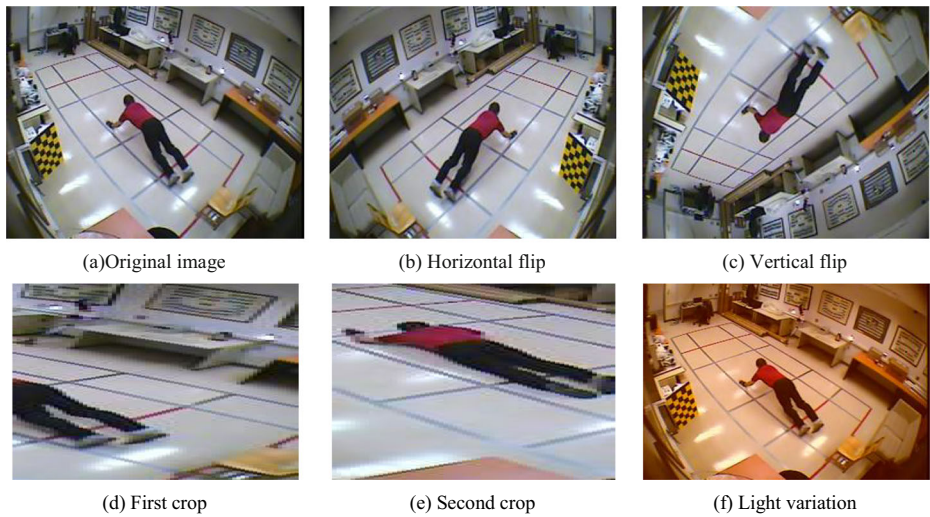 (a)Original image
(b) Horizontal flip
(c) Vertical flip
(d) First crop
(e) Second crop
(f) Light variation